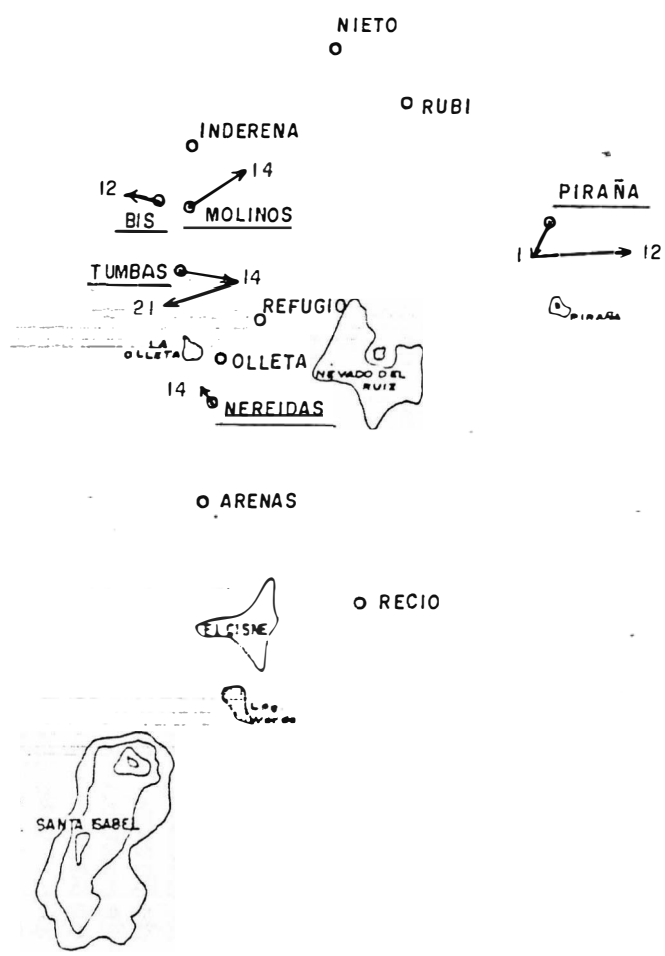 NIETO
RUBI
INDERENA
14
12
BIS
MOLINOS
PIRAÑA
1
12
TUMBAS
14
21
REFUGIO
PIRAÑA
LA
OLLETA
OLLETA
NEVADO DEL
RUIZ
14
NEREIDAS
ARENAS
RECIO
EL CISNE
SANTA ISABEL